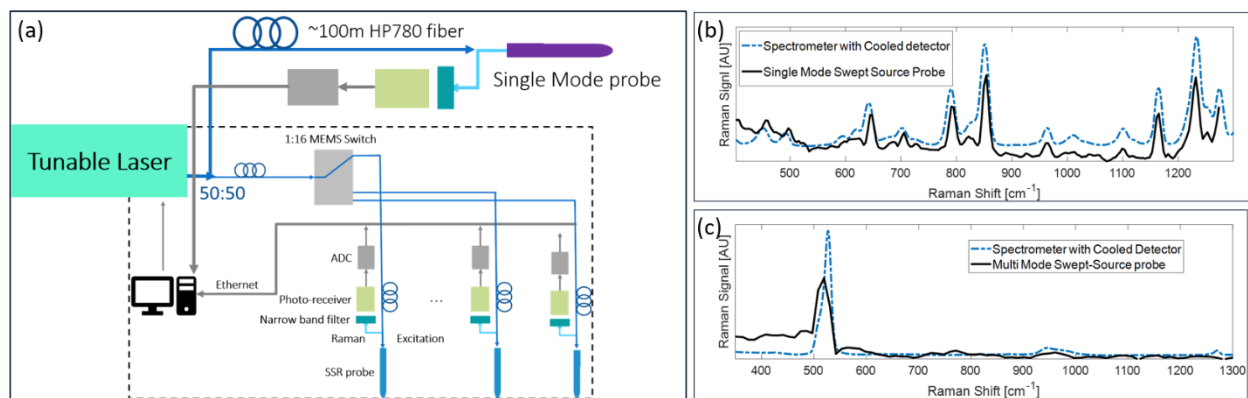 (a)
~100m HP780 fiber
Single Mode probe
Tunable Laser
50:50
1:16 MEMS Switch
ADC
Ethernet
Photo-receiver
...
Narrow band filter
Raman
Excitation
SSR probe
(b)
Spectrometer with Cooled detector
Single Mode Swept Source Probe
Raman Signl [AU]
500 600 700 800 900 1000 1100 1200
Raman Shift [cm⁻¹]
(c)
Spectrometer with Cooled Detector
Multi Mode Swept-Source probe
Raman Signal [AU]
400 500 600 700 800 900 1000 1100 1200 1300
Raman Shift [cm⁻¹]